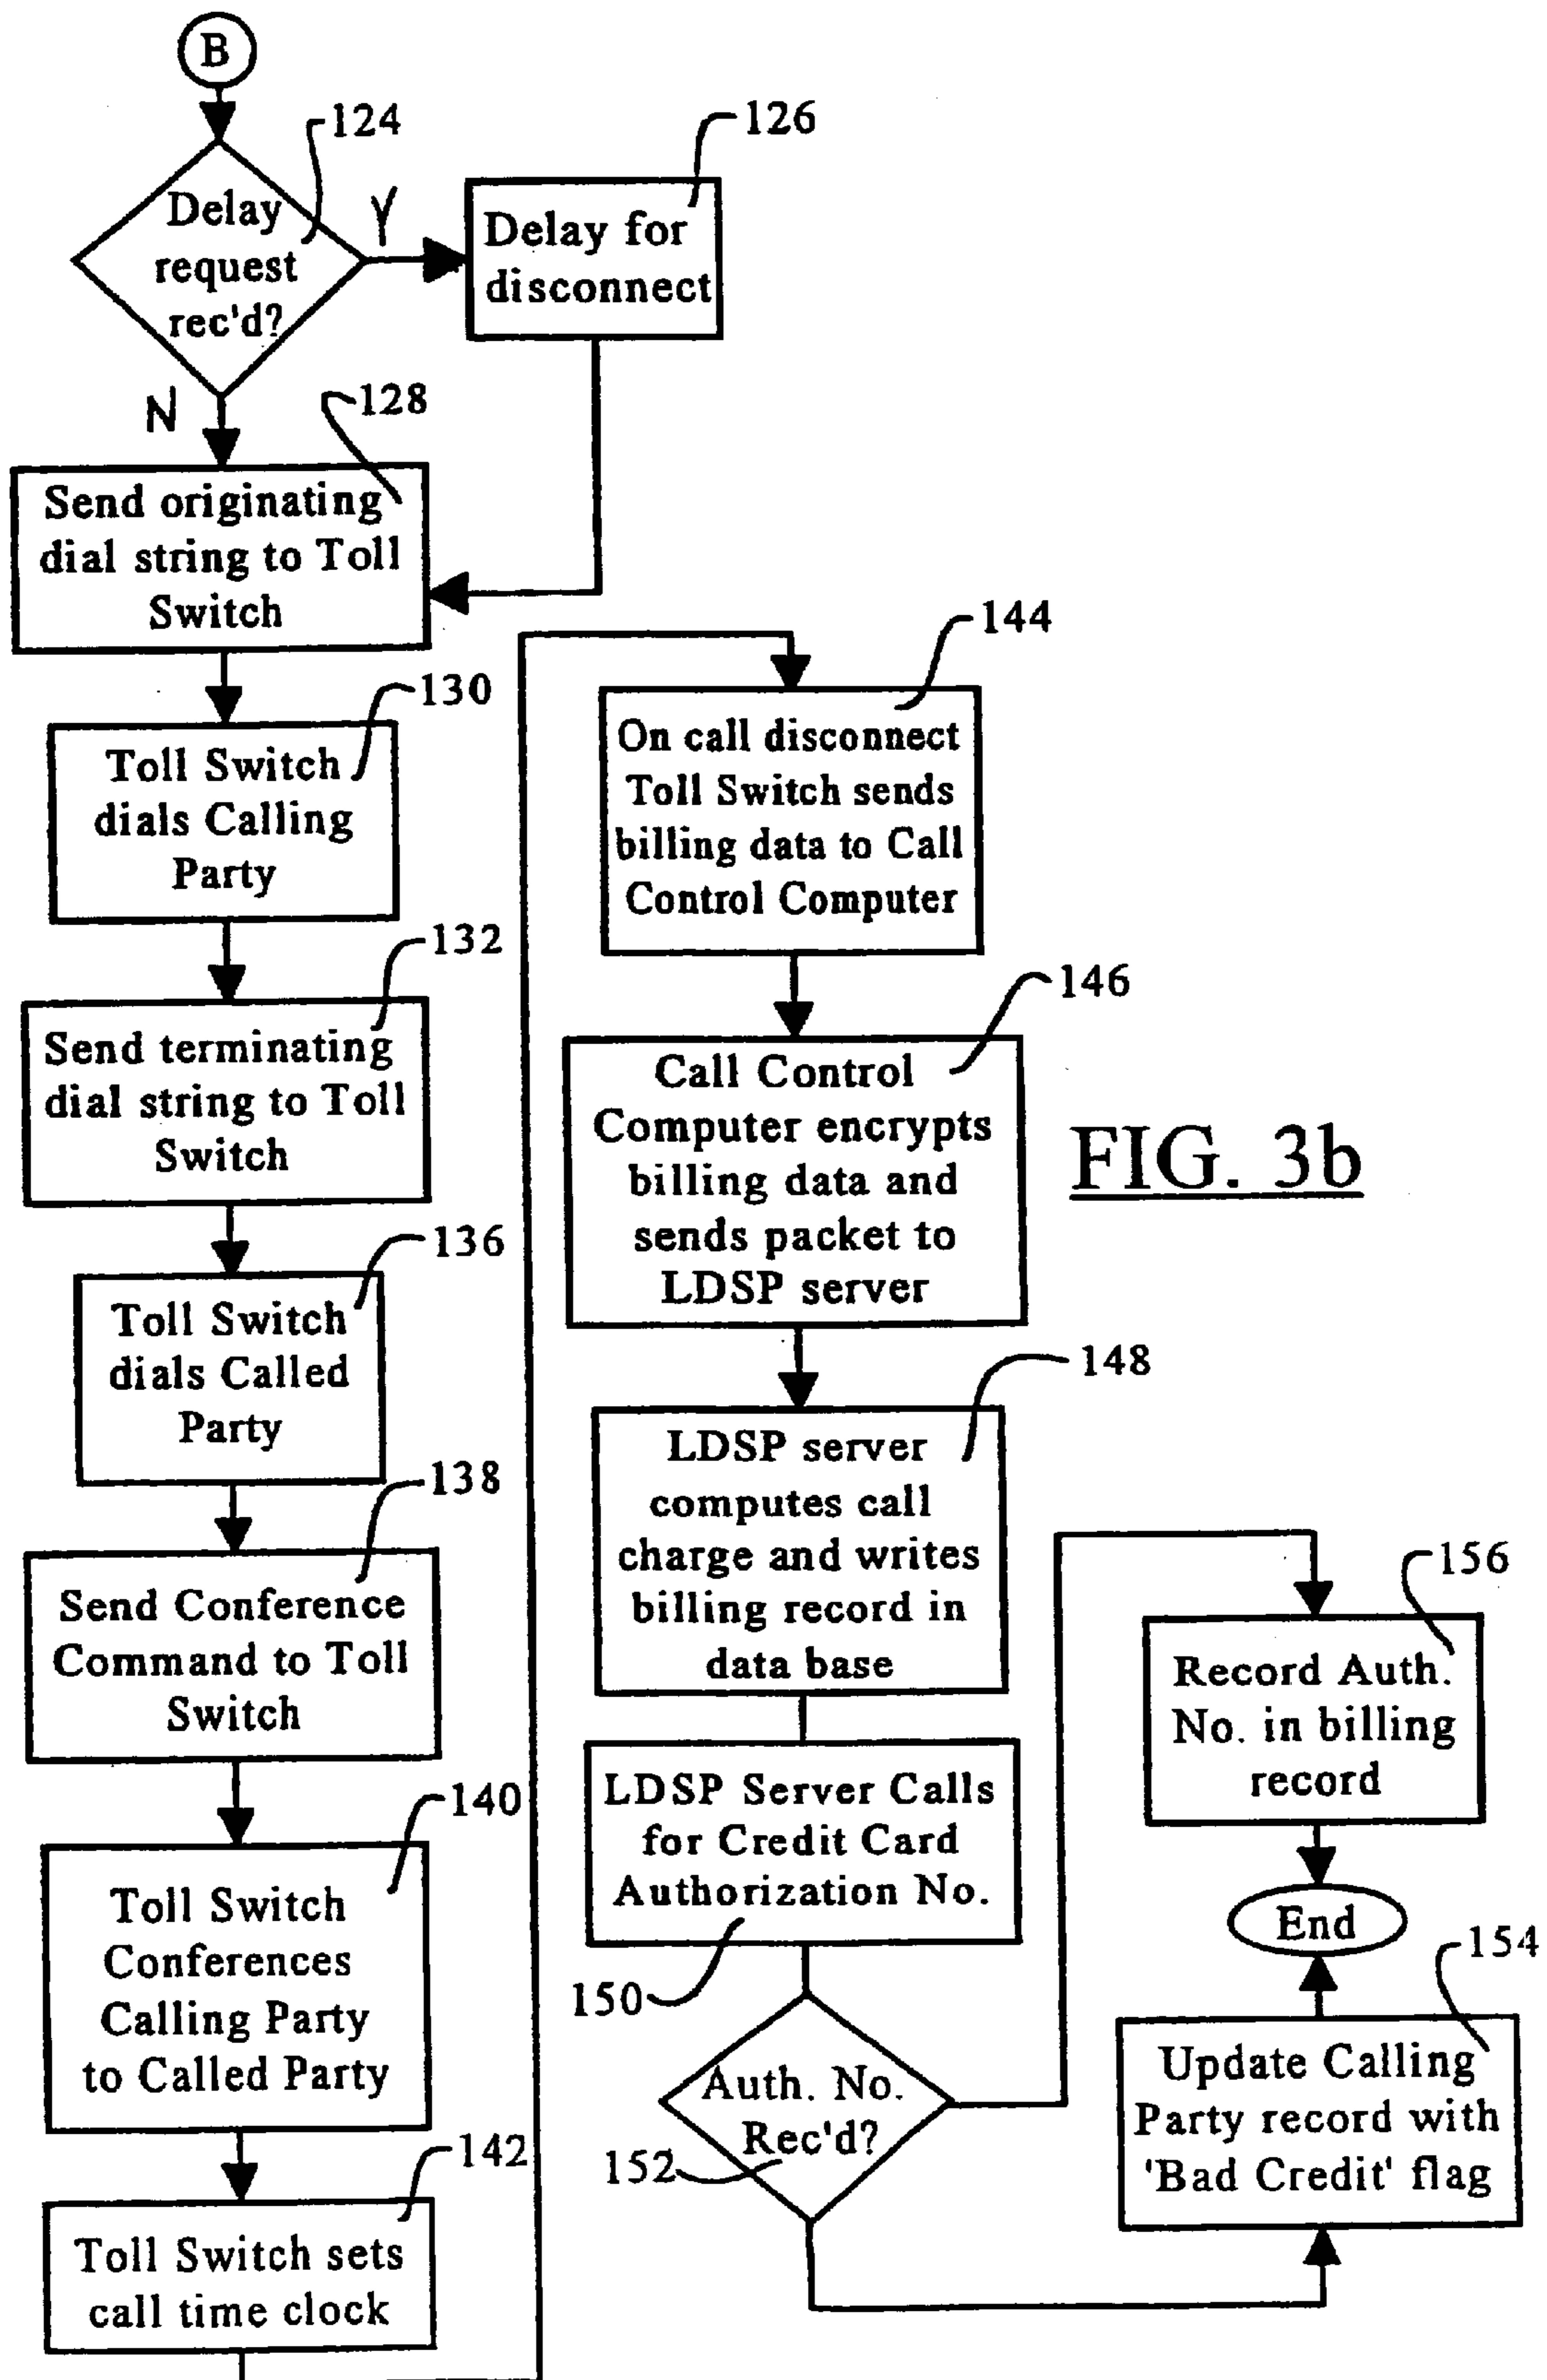 B
124
Delay
request
rec'd?
Y
N
126
Delay for
disconnect
128
Send originating
dial string to Toll
Switch
130
Toll Switch
dials Calling
Party
132
Send terminating
dial string to Toll
Switch
136
Toll Switch
dials Called
Party
138
Send Conference
Command to Toll
Switch
140
Toll Switch
Conferences
Calling Party
to Called Party
142
Toll Switch sets
call time clock
144
On call disconnect
Toll Switch sends
billing data to Call
Control Computer
146
Call Control
Computer encrypts
billing data and
sends packet to
LDSP server
FIG. 3b
148
LDSP server
computes call
charge and writes
billing record in
data base
LDSP Server Calls
for Credit Card
Authorization No.
150
Auth. No.
Rec'd?
152
156
Record Auth.
No. in billing
record
End
154
Update Calling
Party record with
'Bad Credit' flag